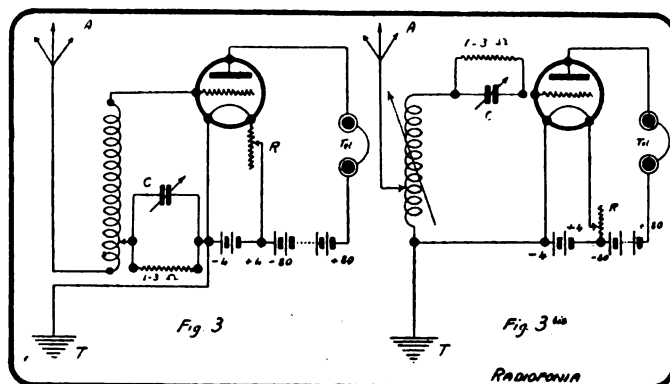 A
R
Tel
C
1-3 Ω
-4 +4 -80 +80
Fig. 3
T
A
1-3 Ω
C
Tel
R
-4 +4 -80 +80
Fig. 3 bis
T
RADIOFONIA